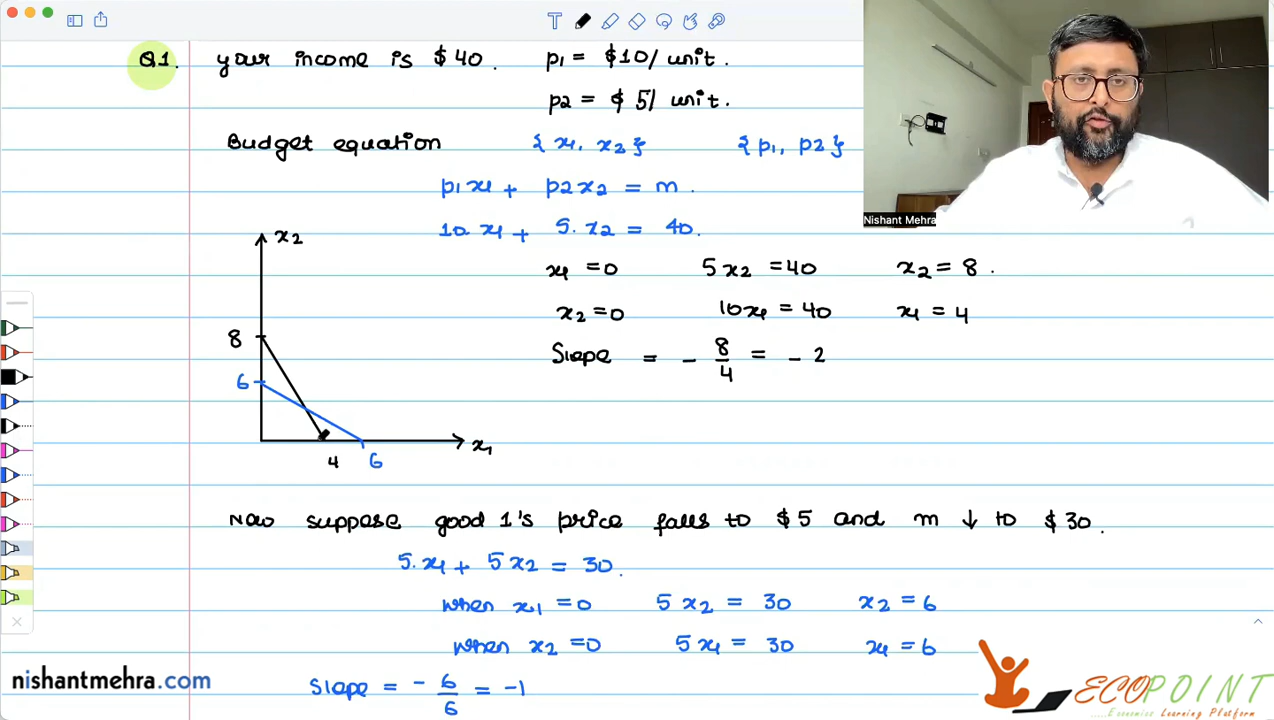 Q1. your income is $40. p1 = $10/ unit.
p2 = $ 5/ unit.
Budget equation {x1, x2} {p1, p2}
p1x1 + p2x2 = m.
10.x1 + 5.x2 = 40.
Nishant Mehra
x2
x1 = 0 5x2 = 40 x2 = 8.
x2 = 0 10x1 = 40 x1 = 4
8
Slope = - 8/4 = - 2
6
x1
4 6
Now suppose good 1's price falls to $5 and m ↓ to $30.
5.x1 + 5x2 = 30.
when x1 = 0 5x2 = 30 x2 = 6
when x2 = 0 5x1 = 30 x1 = 6
Slope = - 6/6 = -1
nishantmehra.com
ECOPOINT
.....Economics Learning Platform....